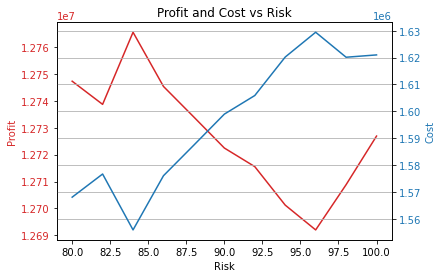 Profit and Cost vs Risk
1e7
1e6
1.276
1.275
1.274
1.273
1.272
1.271
1.270
1.269
Profit
1.63
1.62
1.61
1.60
1.59
1.58
1.57
1.56
Cost
80.0 82.5 85.0 87.5 90.0 92.5 95.0 97.5 100.0
Risk